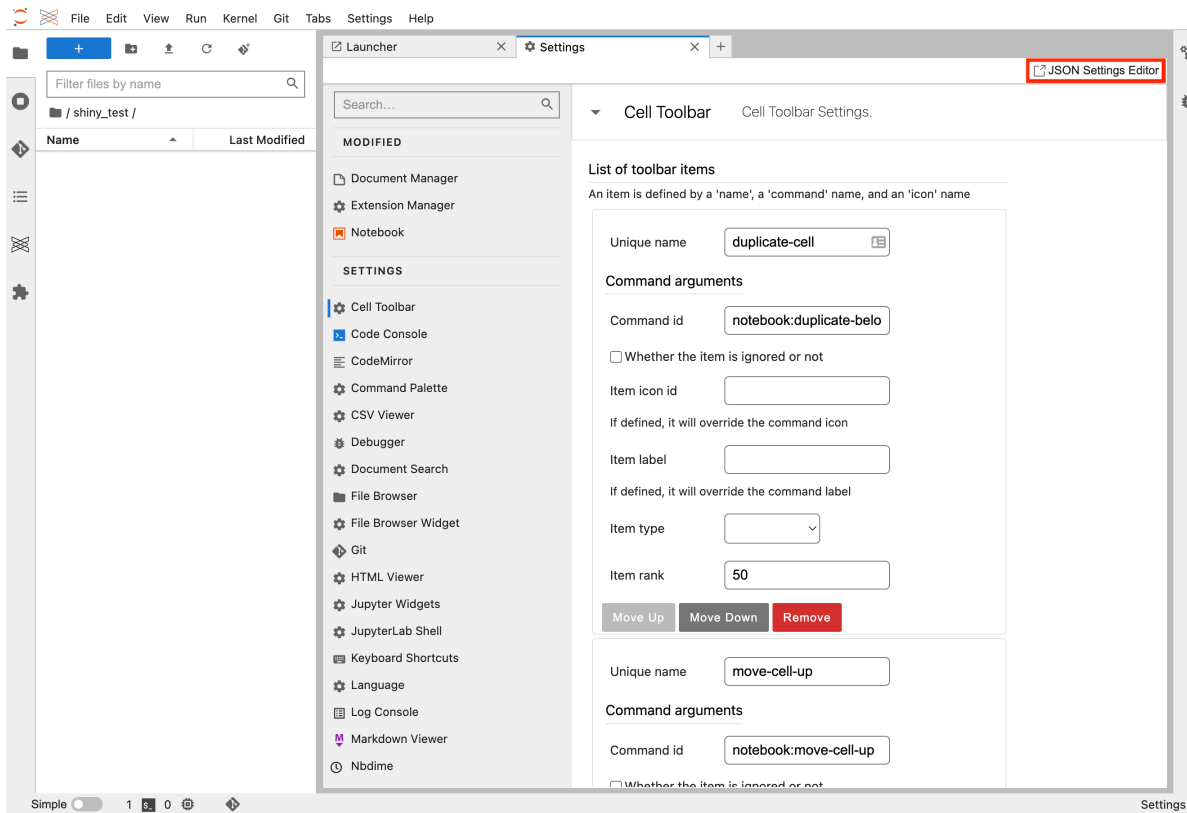 File Edit View Run Kernel Git Tabs Settings Help
+
Filter files by name
/ shiny_test /
Name Last Modified
Launcher
Settings
+
JSON Settings Editor
Search...
MODIFIED
Document Manager
Extension Manager
Notebook
SETTINGS
Cell Toolbar
Code Console
CodeMirror
Command Palette
CSV Viewer
Debugger
Document Search
File Browser
File Browser Widget
Git
HTML Viewer
Jupyter Widgets
JupyterLab Shell
Keyboard Shortcuts
Language
Log Console
Markdown Viewer
Nbdime
Cell Toolbar Cell Toolbar Settings.
List of toolbar items
An item is defined by a 'name', a 'command' name, and an 'icon' name
Unique name duplicate-cell
Command arguments
Command id notebook:duplicate-belo
Whether the item is ignored or not
Item icon id
If defined, it will override the command icon
Item label
If defined, it will override the command label
Item type
Item rank 50
Move Up Move Down Remove
Unique name move-cell-up
Command arguments
Command id notebook:move-cell-up
Whether the item is ignored or not
Simple 1 0 Settings